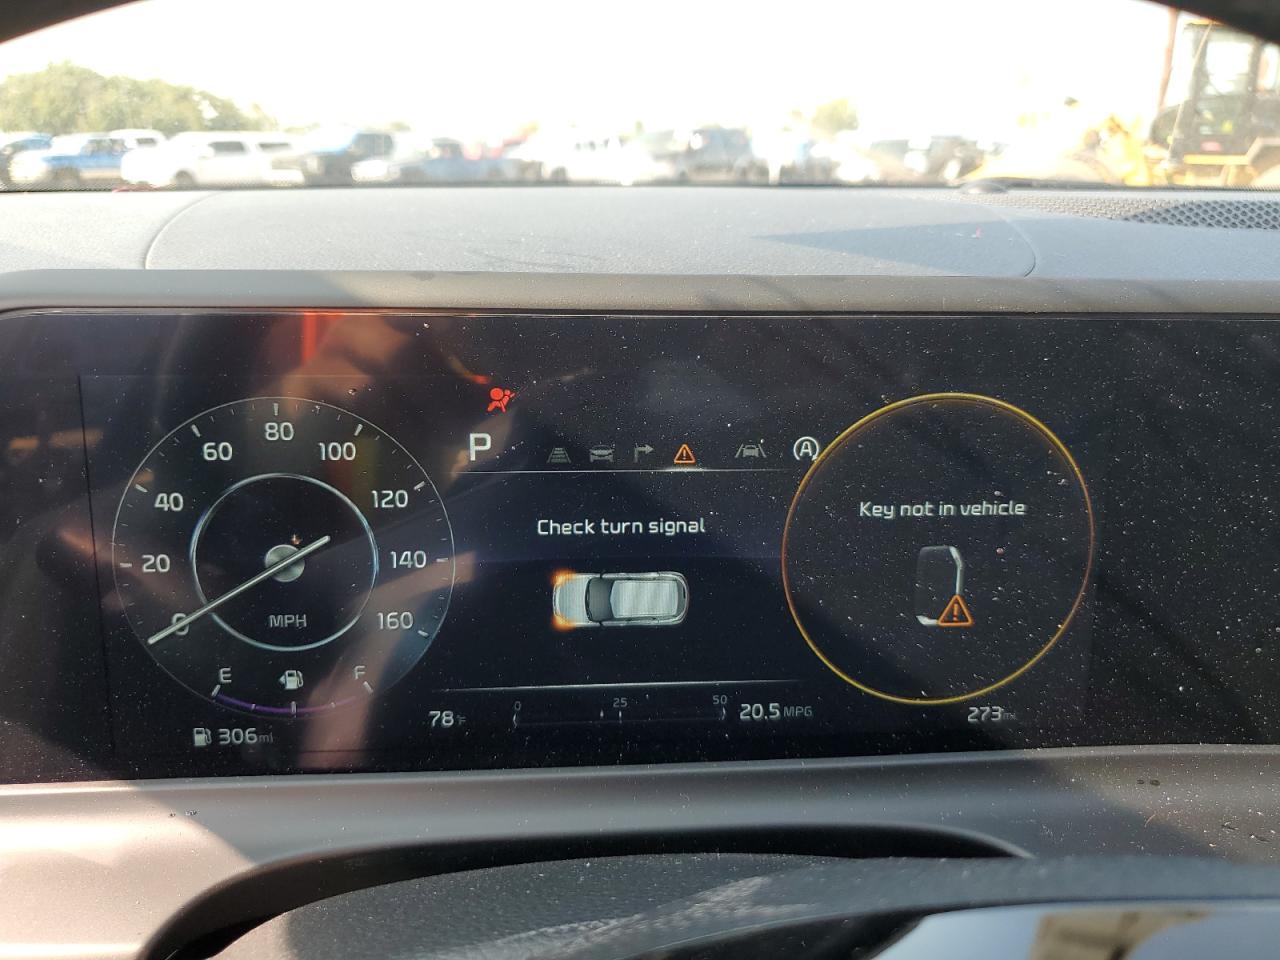 80
60
100
40
120
20
140
0
160
MPH
E
F
306mi
P
A
Check turn signal
0
25
50
78°F
20.5 MPG
Key not in vehicle
273mi